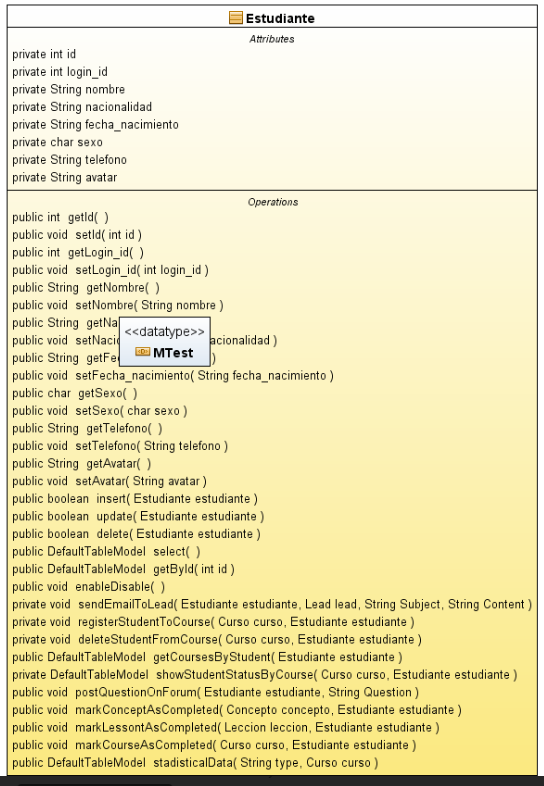 Estudiante
Attributes
private int id
private int login_id
private String nombre
private String nacionalidad
private String fecha_nacimiento
private char sexo
private String telefono
private String avatar
Operations
public int getId( )
public void setId( int id )
public int getLogin_id( )
public void setLogin_id( int login_id )
public String getNombre( )
public void setNombre( String nombre )
public String
<<datatype>>
MTest
public void )
public String )
public void setFecha_nacimiento( String fecha_nacimiento )
public char getSexo( )
public void setSexo( char sexo )
public String getTelefono( )
public void setTelefono( String telefono )
public String getAvatar( )
public void setAvatar( String avatar )
public boolean insert( Estudiante estudiante )
public boolean update( Estudiante estudiante )
public boolean delete( Estudiante estudiante )
public DefaultTableModel select( )
public DefaultTableModel getById( int id )
public void enableDisable( )
private void sendEmailToLead( Estudiante estudiante, Lead lead, String Subject, String Content )
private void registerStudentToCourse( Curso curso, Estudiante estudiante )
private void deleteStudentFromCourse( Curso curso, Estudiante estudiante )
public DefaultTableModel getCoursesByStudent( Estudiante estudiante )
private DefaultTableModel showStudentStatusByCourse( Curso curso, Estudiante estudiante )
public void postQuestionOnForum( Estudiante estudiante, String Question )
public void markConceptAsCompleted( Concepto concepto, Estudiante estudiante )
public void markLessontAsCompleted( Leccion leccion, Estudiante estudiante )
public void markCourseAsCompleted( Curso curso, Estudiante estudiante )
public DefaultTableModel stadisticalData( String type, Curso curso )